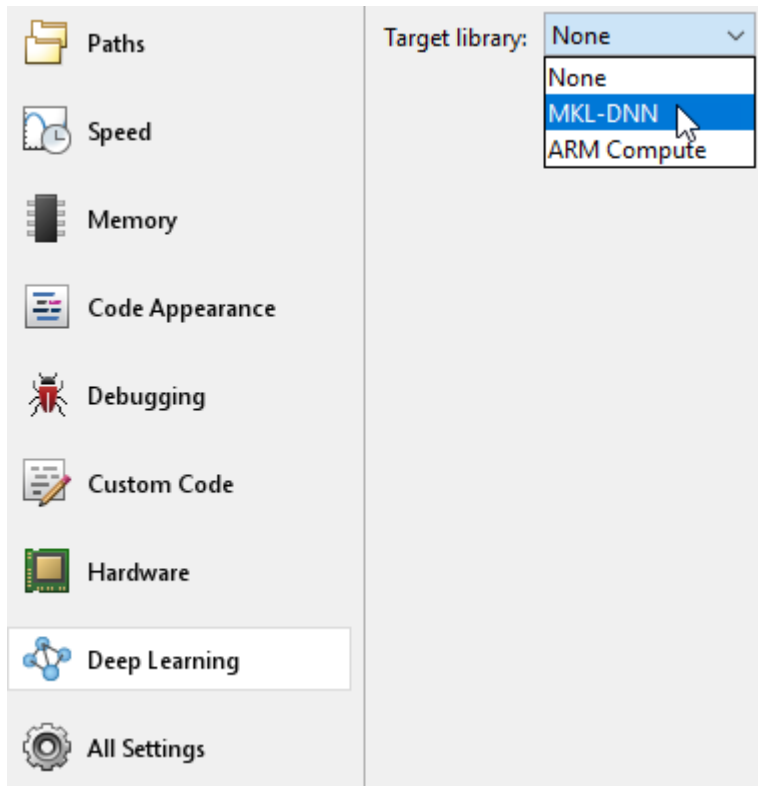 Paths
Speed
Memory
Code Appearance
Debugging
Custom Code
Hardware
Deep Learning
All Settings
Target library: None
None
MKL-DNN
ARM Compute